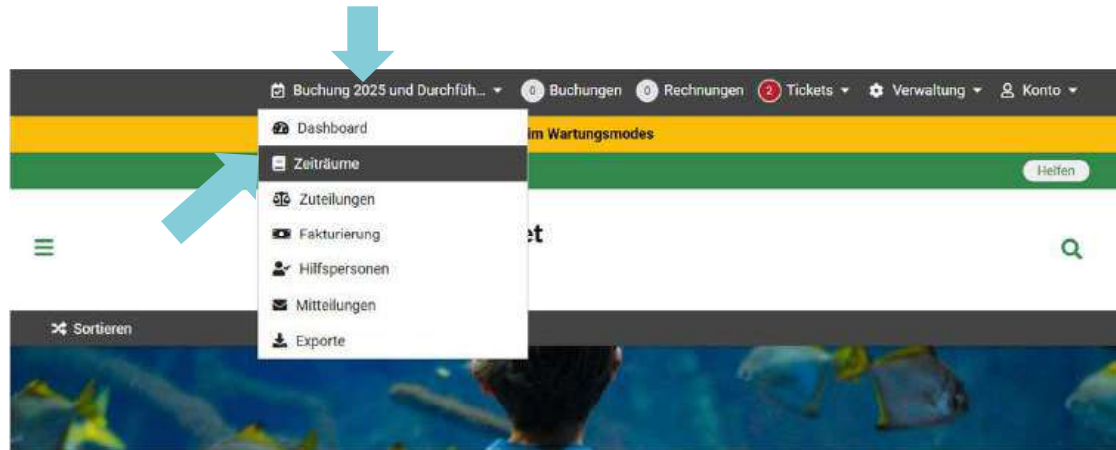 Buchung 2025 und Durchfüh... 0 Buchungen 0 Rechnungen 2 Tickets Verwaltung Konto
Dashboard
im Wartungsmodes
Zeiträume
Helfen
Zuteilungen
Fakturierung
et
Hilfspersonen
Mitteilungen
Sortieren
Exporte